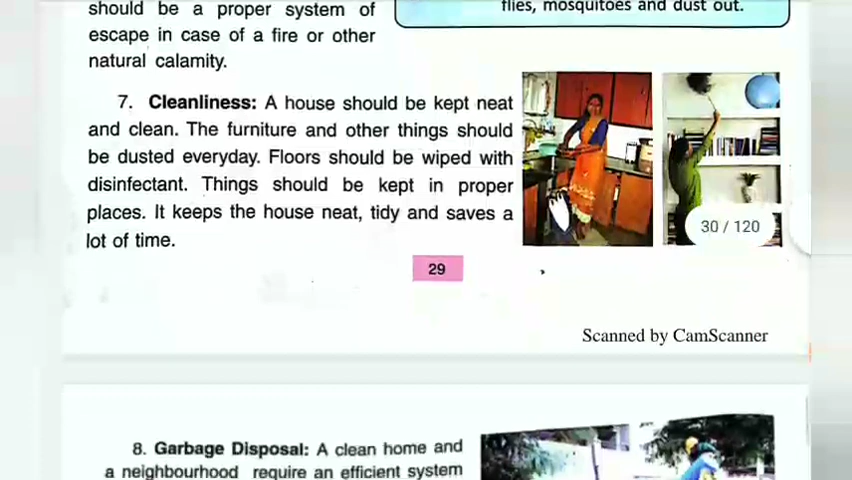 should be a proper system of
escape in case of a fire or other
natural calamity.
flies, mosquitoes and dust out.
7. Cleanliness: A house should be kept neat
and clean. The furniture and other things should
be dusted everyday. Floors should be wiped with
disinfectant. Things should be kept in proper
places. It keeps the house neat, tidy and saves a
lot of time.
30 / 120
29
Scanned by CamScanner
8. Garbage Disposal: A clean home and
a neighbourhood require an efficient system